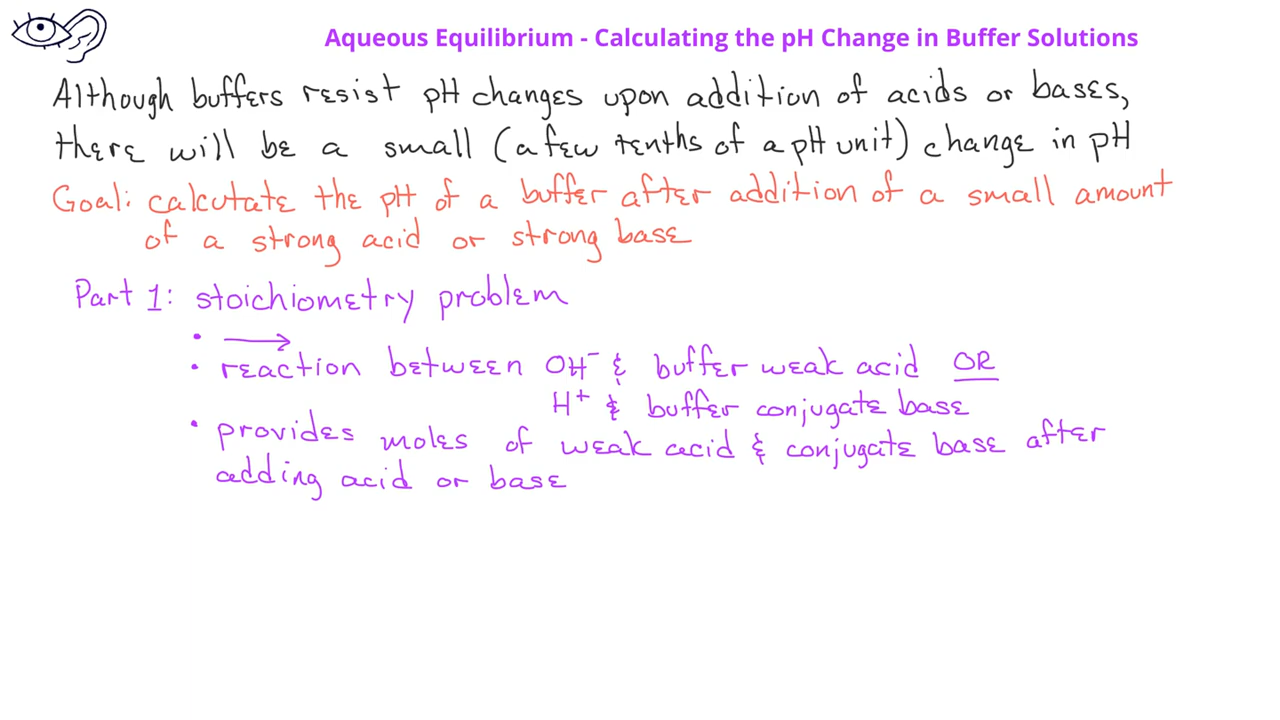 Aqueous Equilibrium - Calculating the pH Change in Buffer Solutions
Although buffers resist pH changes upon addition of acids or bases,
there will be a small (a few tenths of a pH unit) change in pH
Goal: calculate the pH of a buffer after addition of a small amount
of a strong acid or strong base
Part 1: stoichiometry problem
• →
• reaction between OH⁻ & buffer weak acid OR
H⁺ & buffer conjugate base
• provides moles of weak acid & conjugate base after
adding acid or base